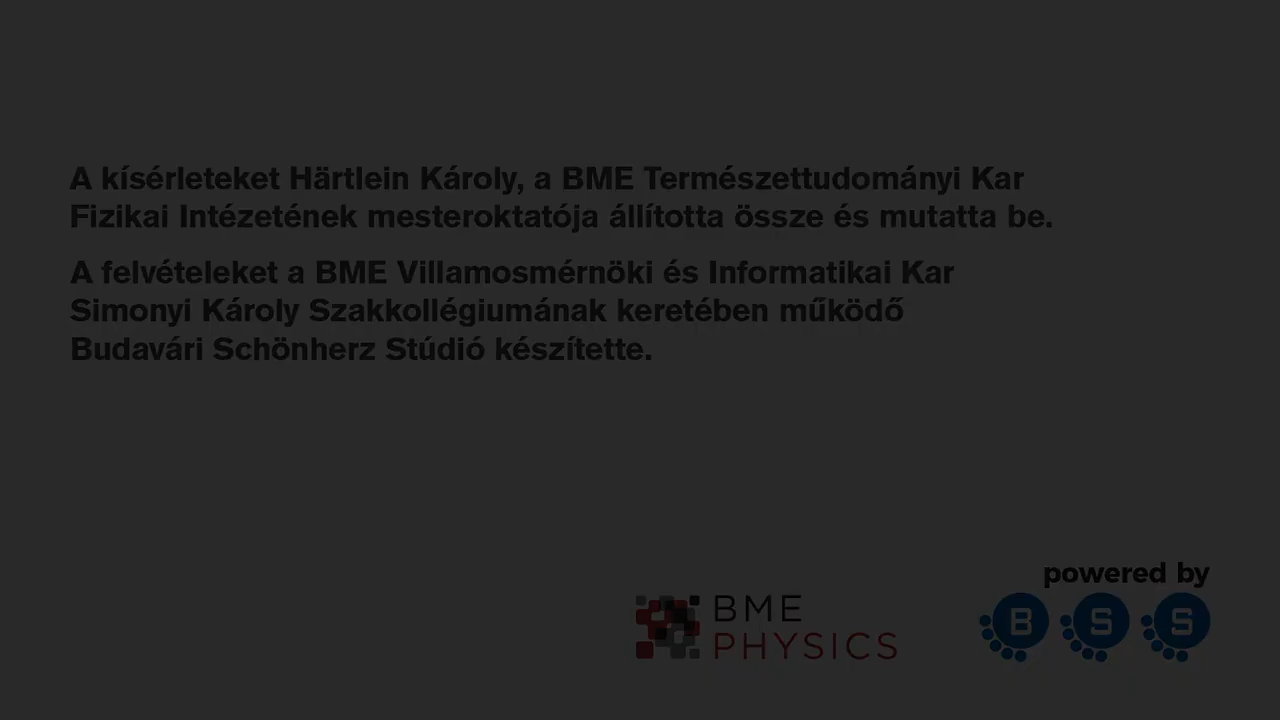 A kísérleteket Härtlein Károly, a BME Természettudományi Kar
Fizikai Intézetének mesteroktatója állította össze és mutatta be.
A felvételeket a BME Villamosmérnöki és Informatikai Kar
Simonyi Károly Szakkollégiumának keretében működő
Budavári Schönherz Stúdió készítette.
powered by
BME
PHYSICS
B S S